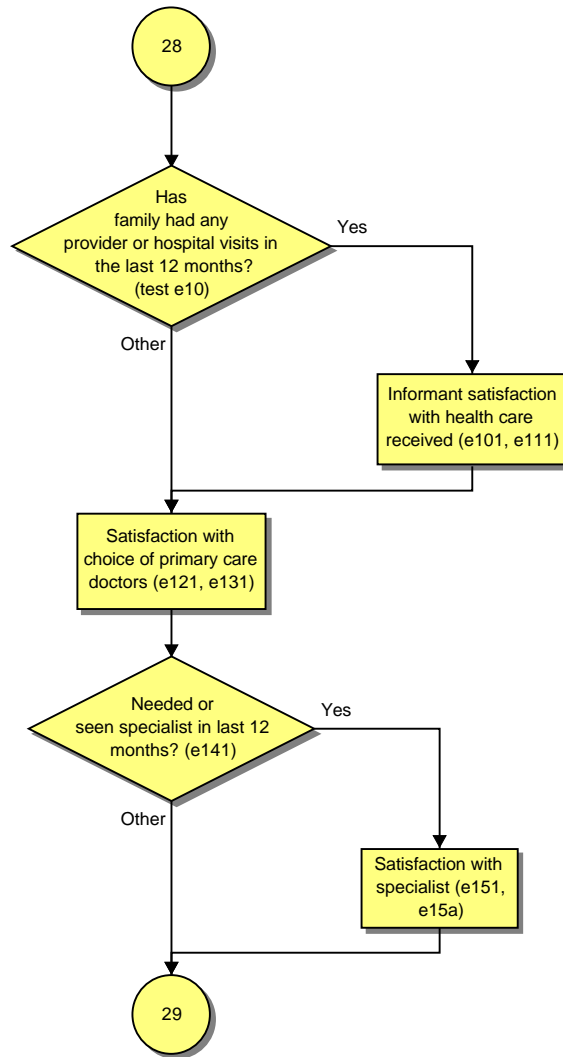 28
Has
family had any
provider or hospital visits in
the last 12 months?
(test e10)
Yes
Other
Informant satisfaction
with health care
received (e101, e111)
Satisfaction with
choice of primary care
doctors (e121, e131)
Needed or
seen specialist in last 12
months? (e141)
Yes
Other
Satisfaction with
specialist (e151,
e15a)
29